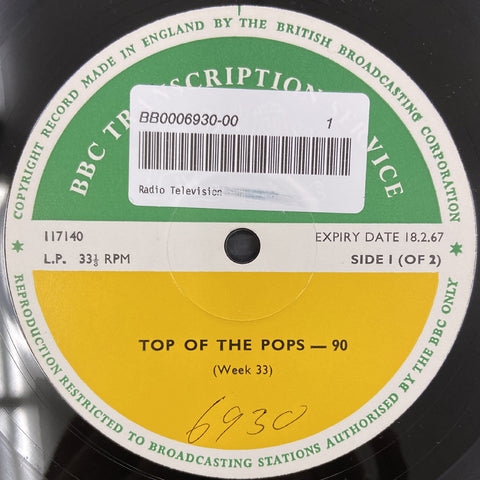 COPYRIGHT RECORD MADE IN ENGLAND BY THE BRITISH BROADCASTING CORPORATION
BBC TRANSCRIPTION SERVICE
BB0006930-00 1
Radio Television
117140 EXPIRY DATE 18.2.67
L.P. 33⅓ RPM SIDE 1 (OF 2)
TOP OF THE POPS — 90
(Week 33)
6930
REPRODUCTION RESTRICTED TO BROADCASTING STATIONS AUTHORISED BY THE BBC ONLY